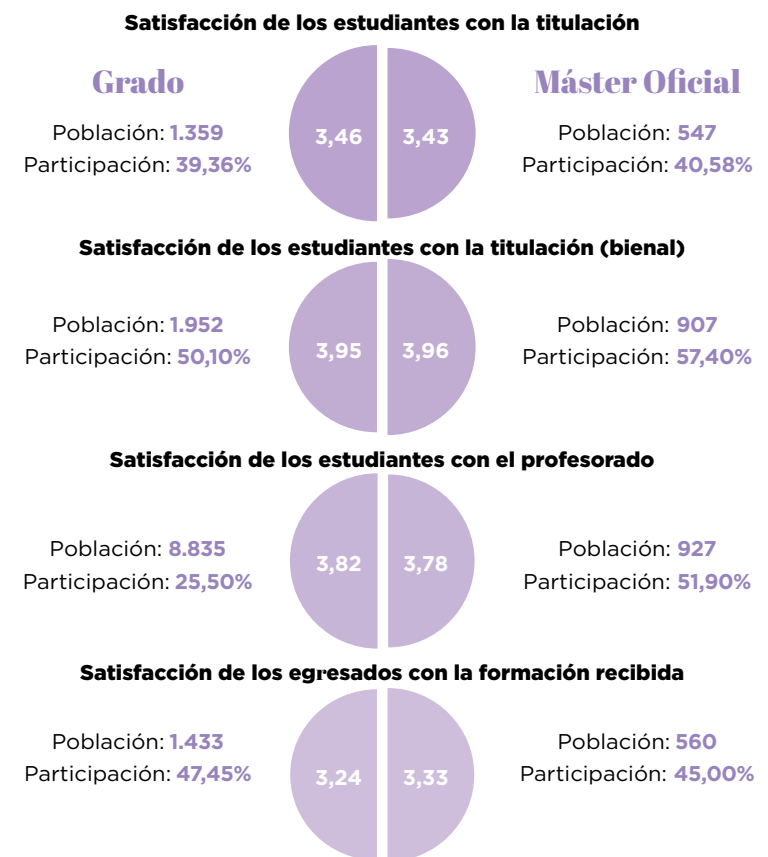 Satisfacción de los estudiantes con la titulación
Grado
Población: 1.359
Participación: 39,36%
3,46
3,43
Máster Oficial
Población: 547
Participación: 40,58%
Satisfacción de los estudiantes con la titulación (bienal)
Población: 1.952
Participación: 50,10%
3,95
3,96
Población: 907
Participación: 57,40%
Satisfacción de los estudiantes con el profesorado
Población: 8.835
Participación: 25,50%
3,82
3,78
Población: 927
Participación: 51,90%
Satisfacción de los egresados con la formación recibida
Población: 1.433
Participación: 47,45%
3,24
3,33
Población: 560
Participación: 45,00%